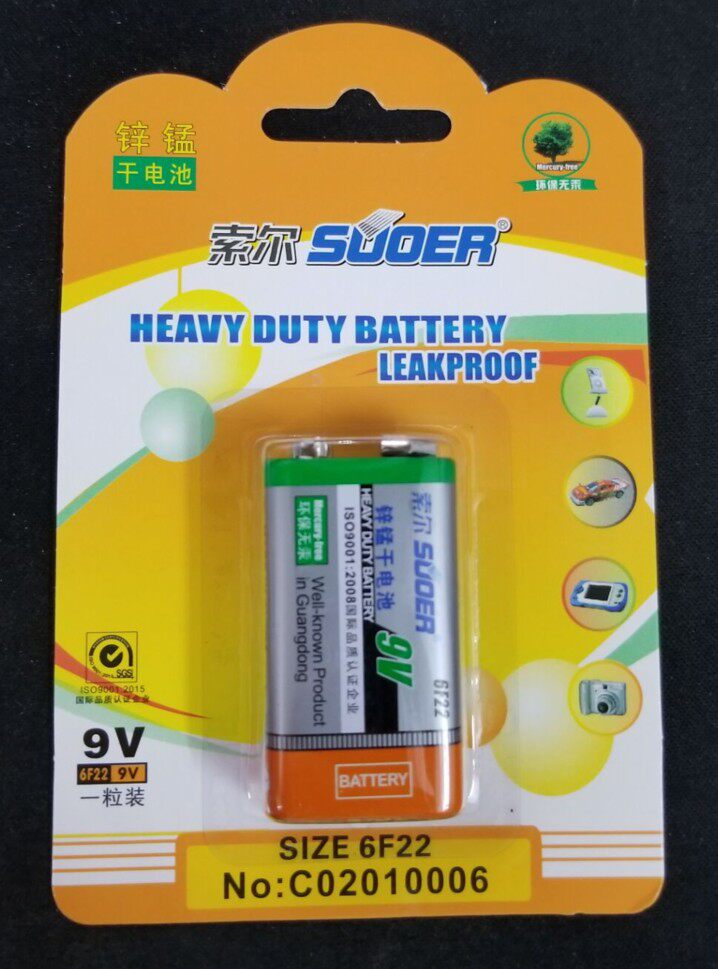 锌锰
干电池
Mercury-free
环保无汞
索尔 SUOER®
HEAVY DUTY BATTERY
LEAKPROOF
索尔 SUOER
锌锰干电池 9V 6F22
HEAVY DUTY BATTERY
ISO9001:2008国际品质认证企业
Mercury-free
环保无汞
Well-known Product
in Guangdong
BATTERY
SGS
ISO9001:2015
国际品质认证企业
9V
6F22 9V
一粒装
SIZE 6F22
No:C02010006